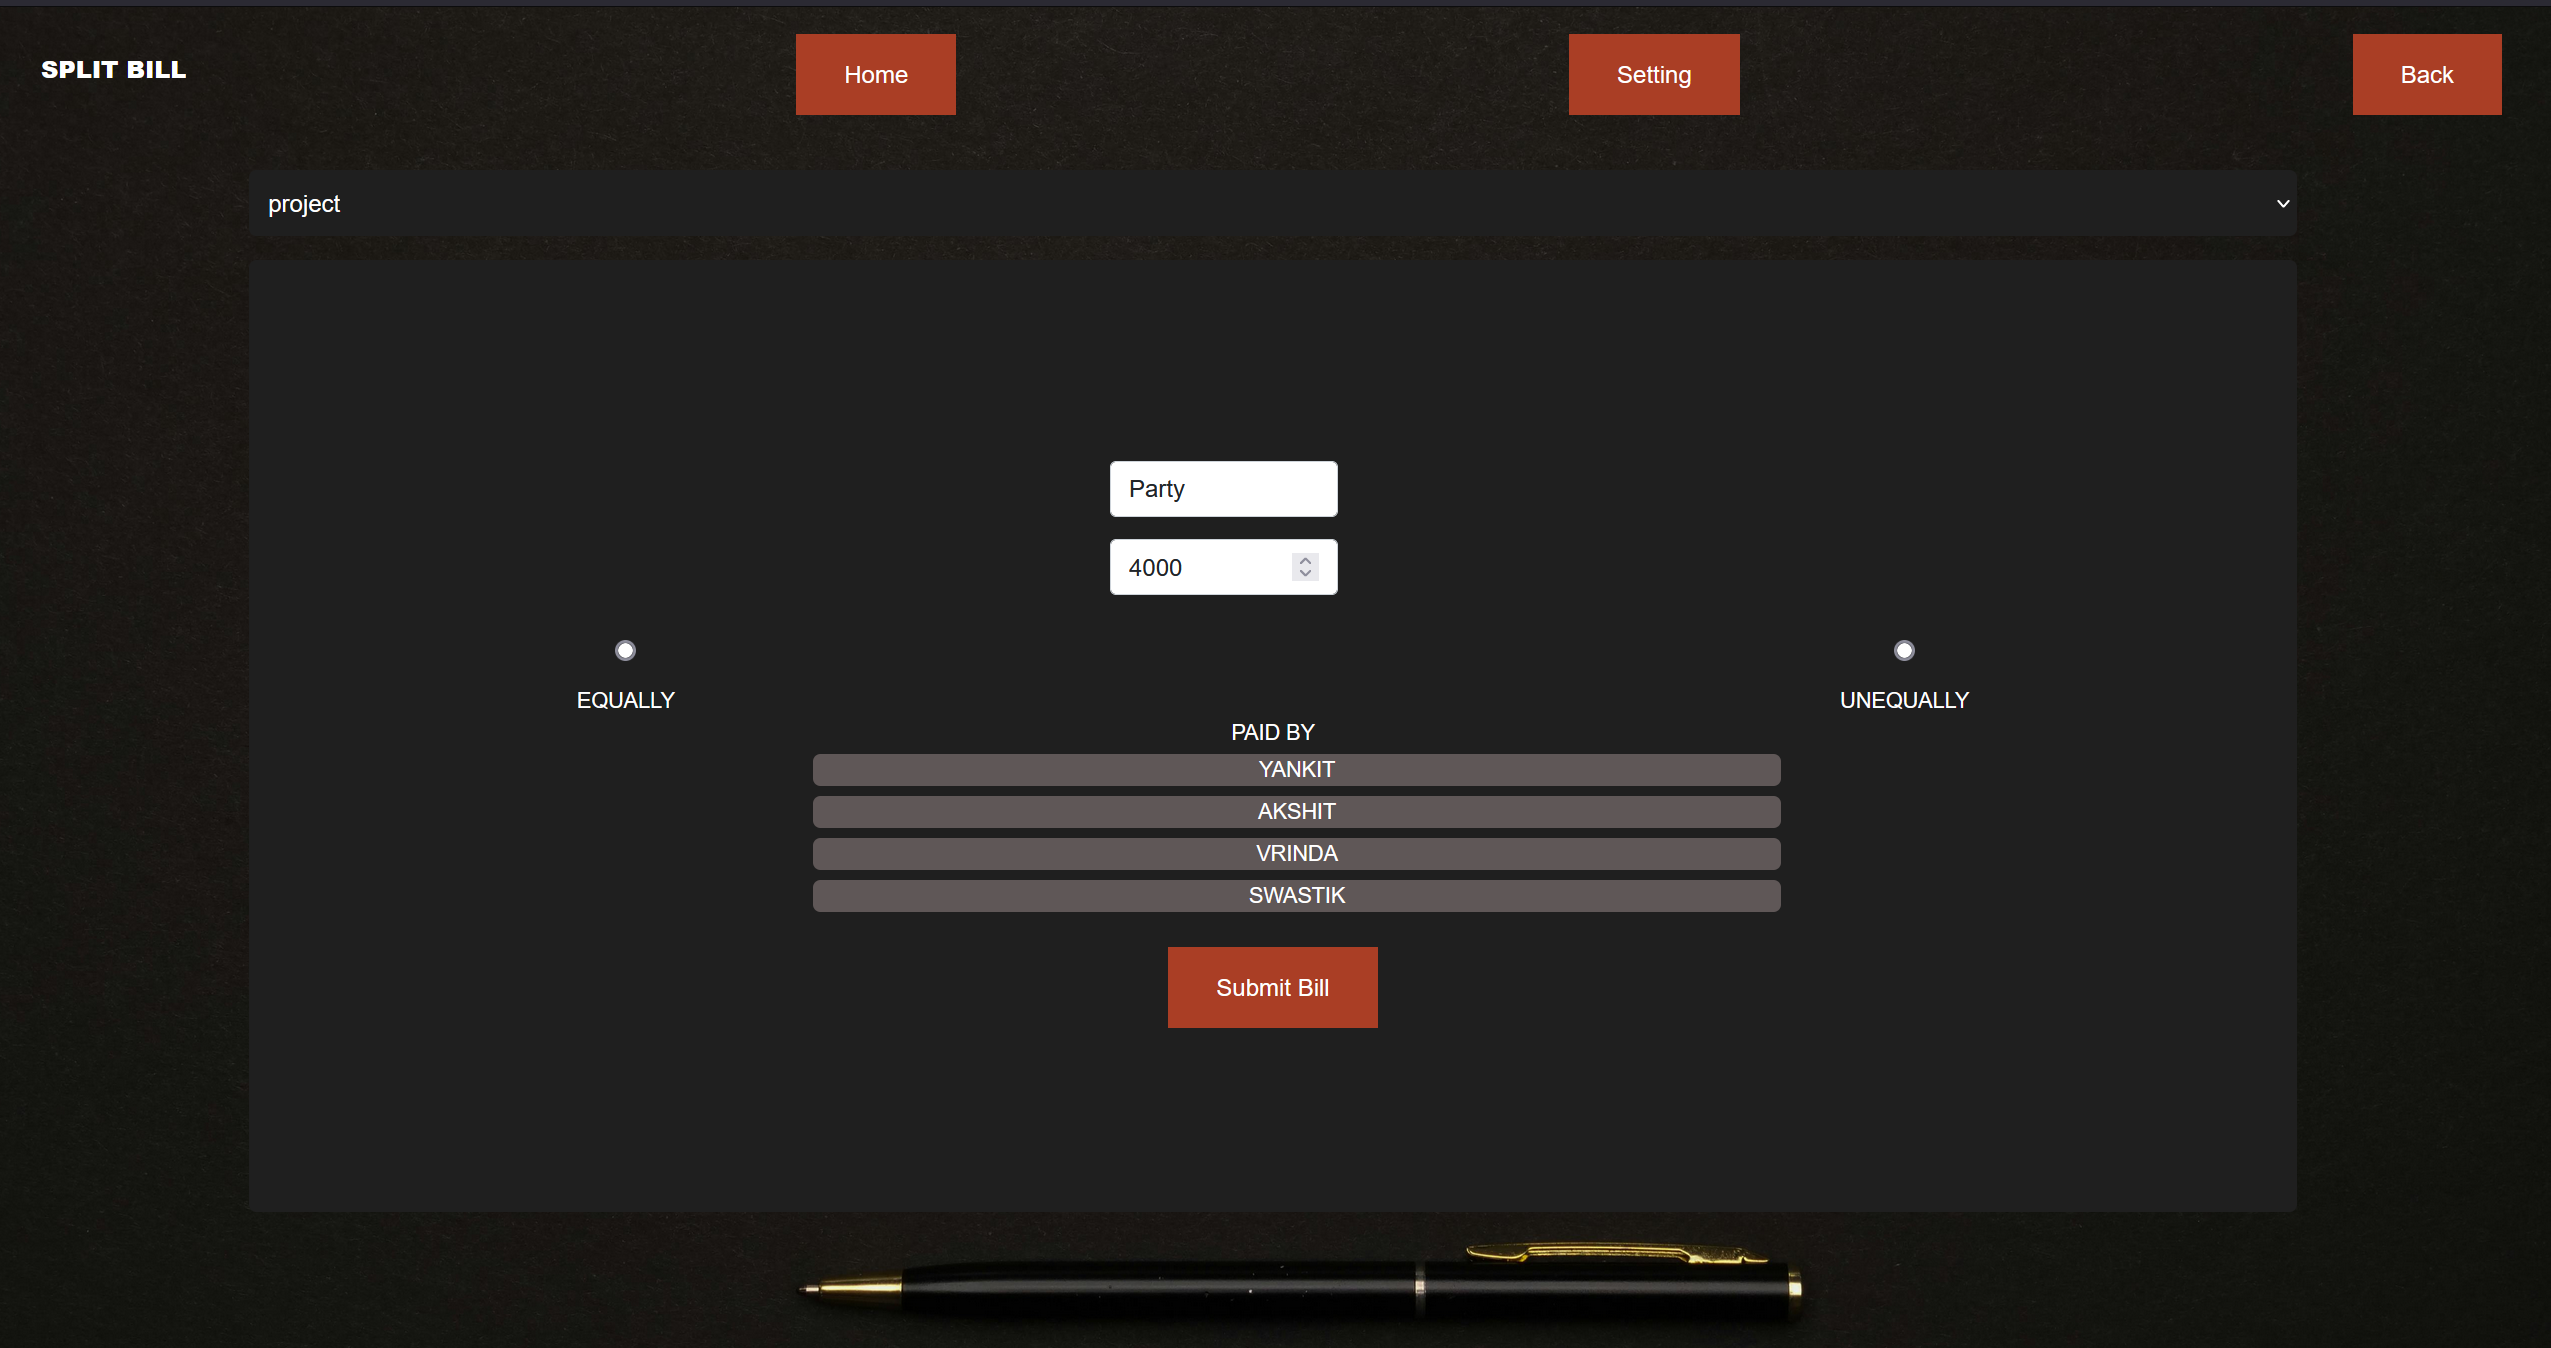 SPLIT BILL
Home
Setting
Back
project
Party
4000
EQUALLY
UNEQUALLY
PAID BY
YANKIT
AKSHIT
VRINDA
SWASTIK
Submit Bill